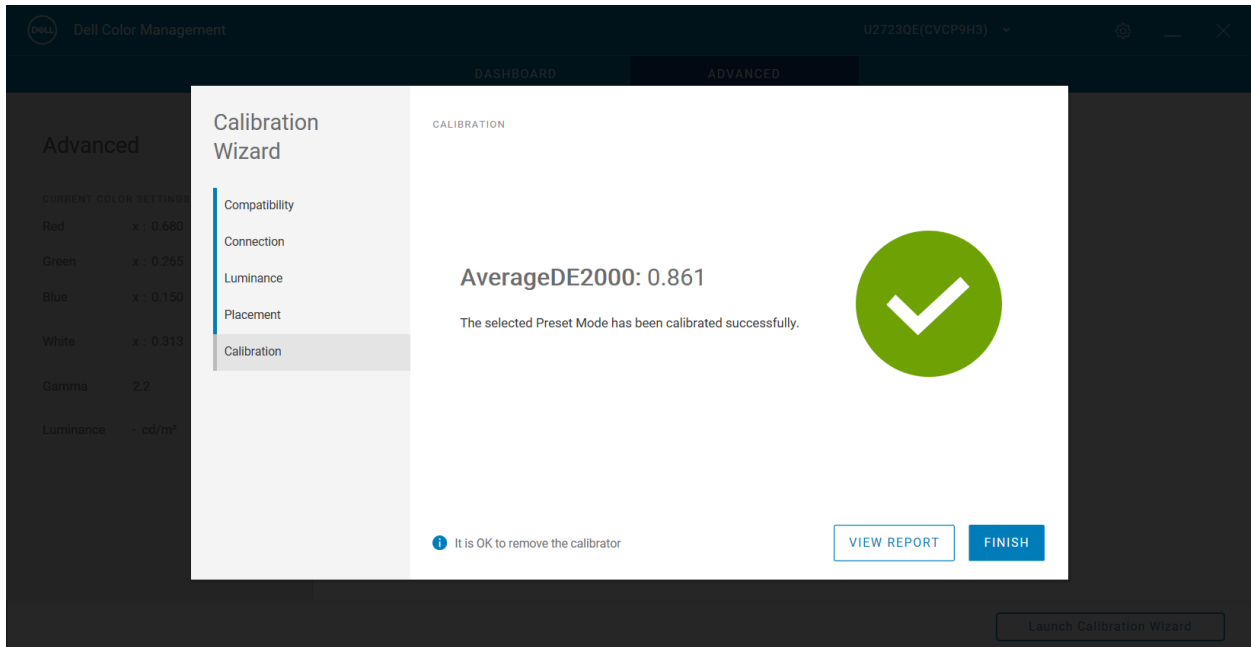 DELL
Dell Color Management
U2723QE(CVCP9H3)
DASHBOARD
ADVANCED
Advanced
CURRENT COLOR SETTINGS
Red x : 0.680
Green x : 0.265
Blue x : 0.150
White x : 0.313
Gamma 2.2
Luminance - cd/m²
Calibration
Wizard
Compatibility
Connection
Luminance
Placement
Calibration
CALIBRATION
AverageDE2000: 0.861
The selected Preset Mode has been calibrated successfully.
It is OK to remove the calibrator
VIEW REPORT
FINISH
Launch Calibration Wizard